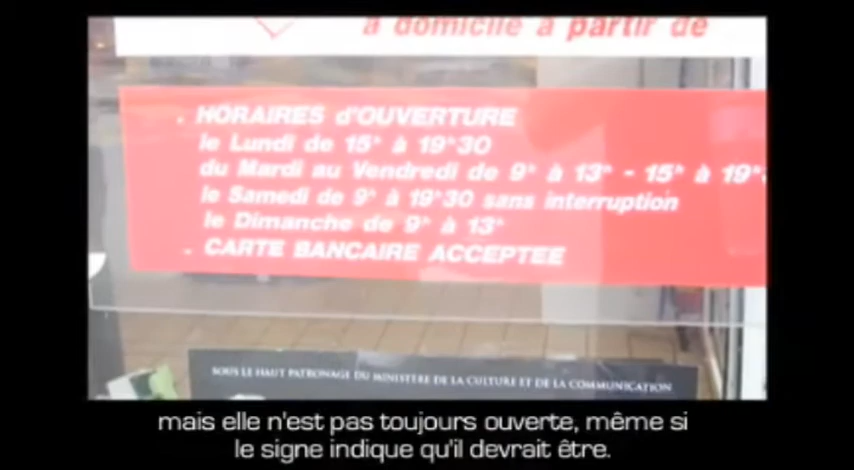 à domicile à partir de
. HORAIRES d'OUVERTURE
le Lundi de 15ʰ à 19ʰ30
du Mardi au Vendredi de 9ʰ à 13ʰ - 15ʰ à 19ʰ
le Samedi de 9ʰ à 19ʰ30 sans interruption
le Dimanche de 9ʰ à 13ʰ
. CARTE BANCAIRE ACCEPTEE
SOUS LE HAUT PATRONAGE DU MINISTÈRE DE LA CULTURE ET DE LA COMMUNICATION
mais elle n'est pas toujours ouverte, même si
le signe indique qu'il devrait être.